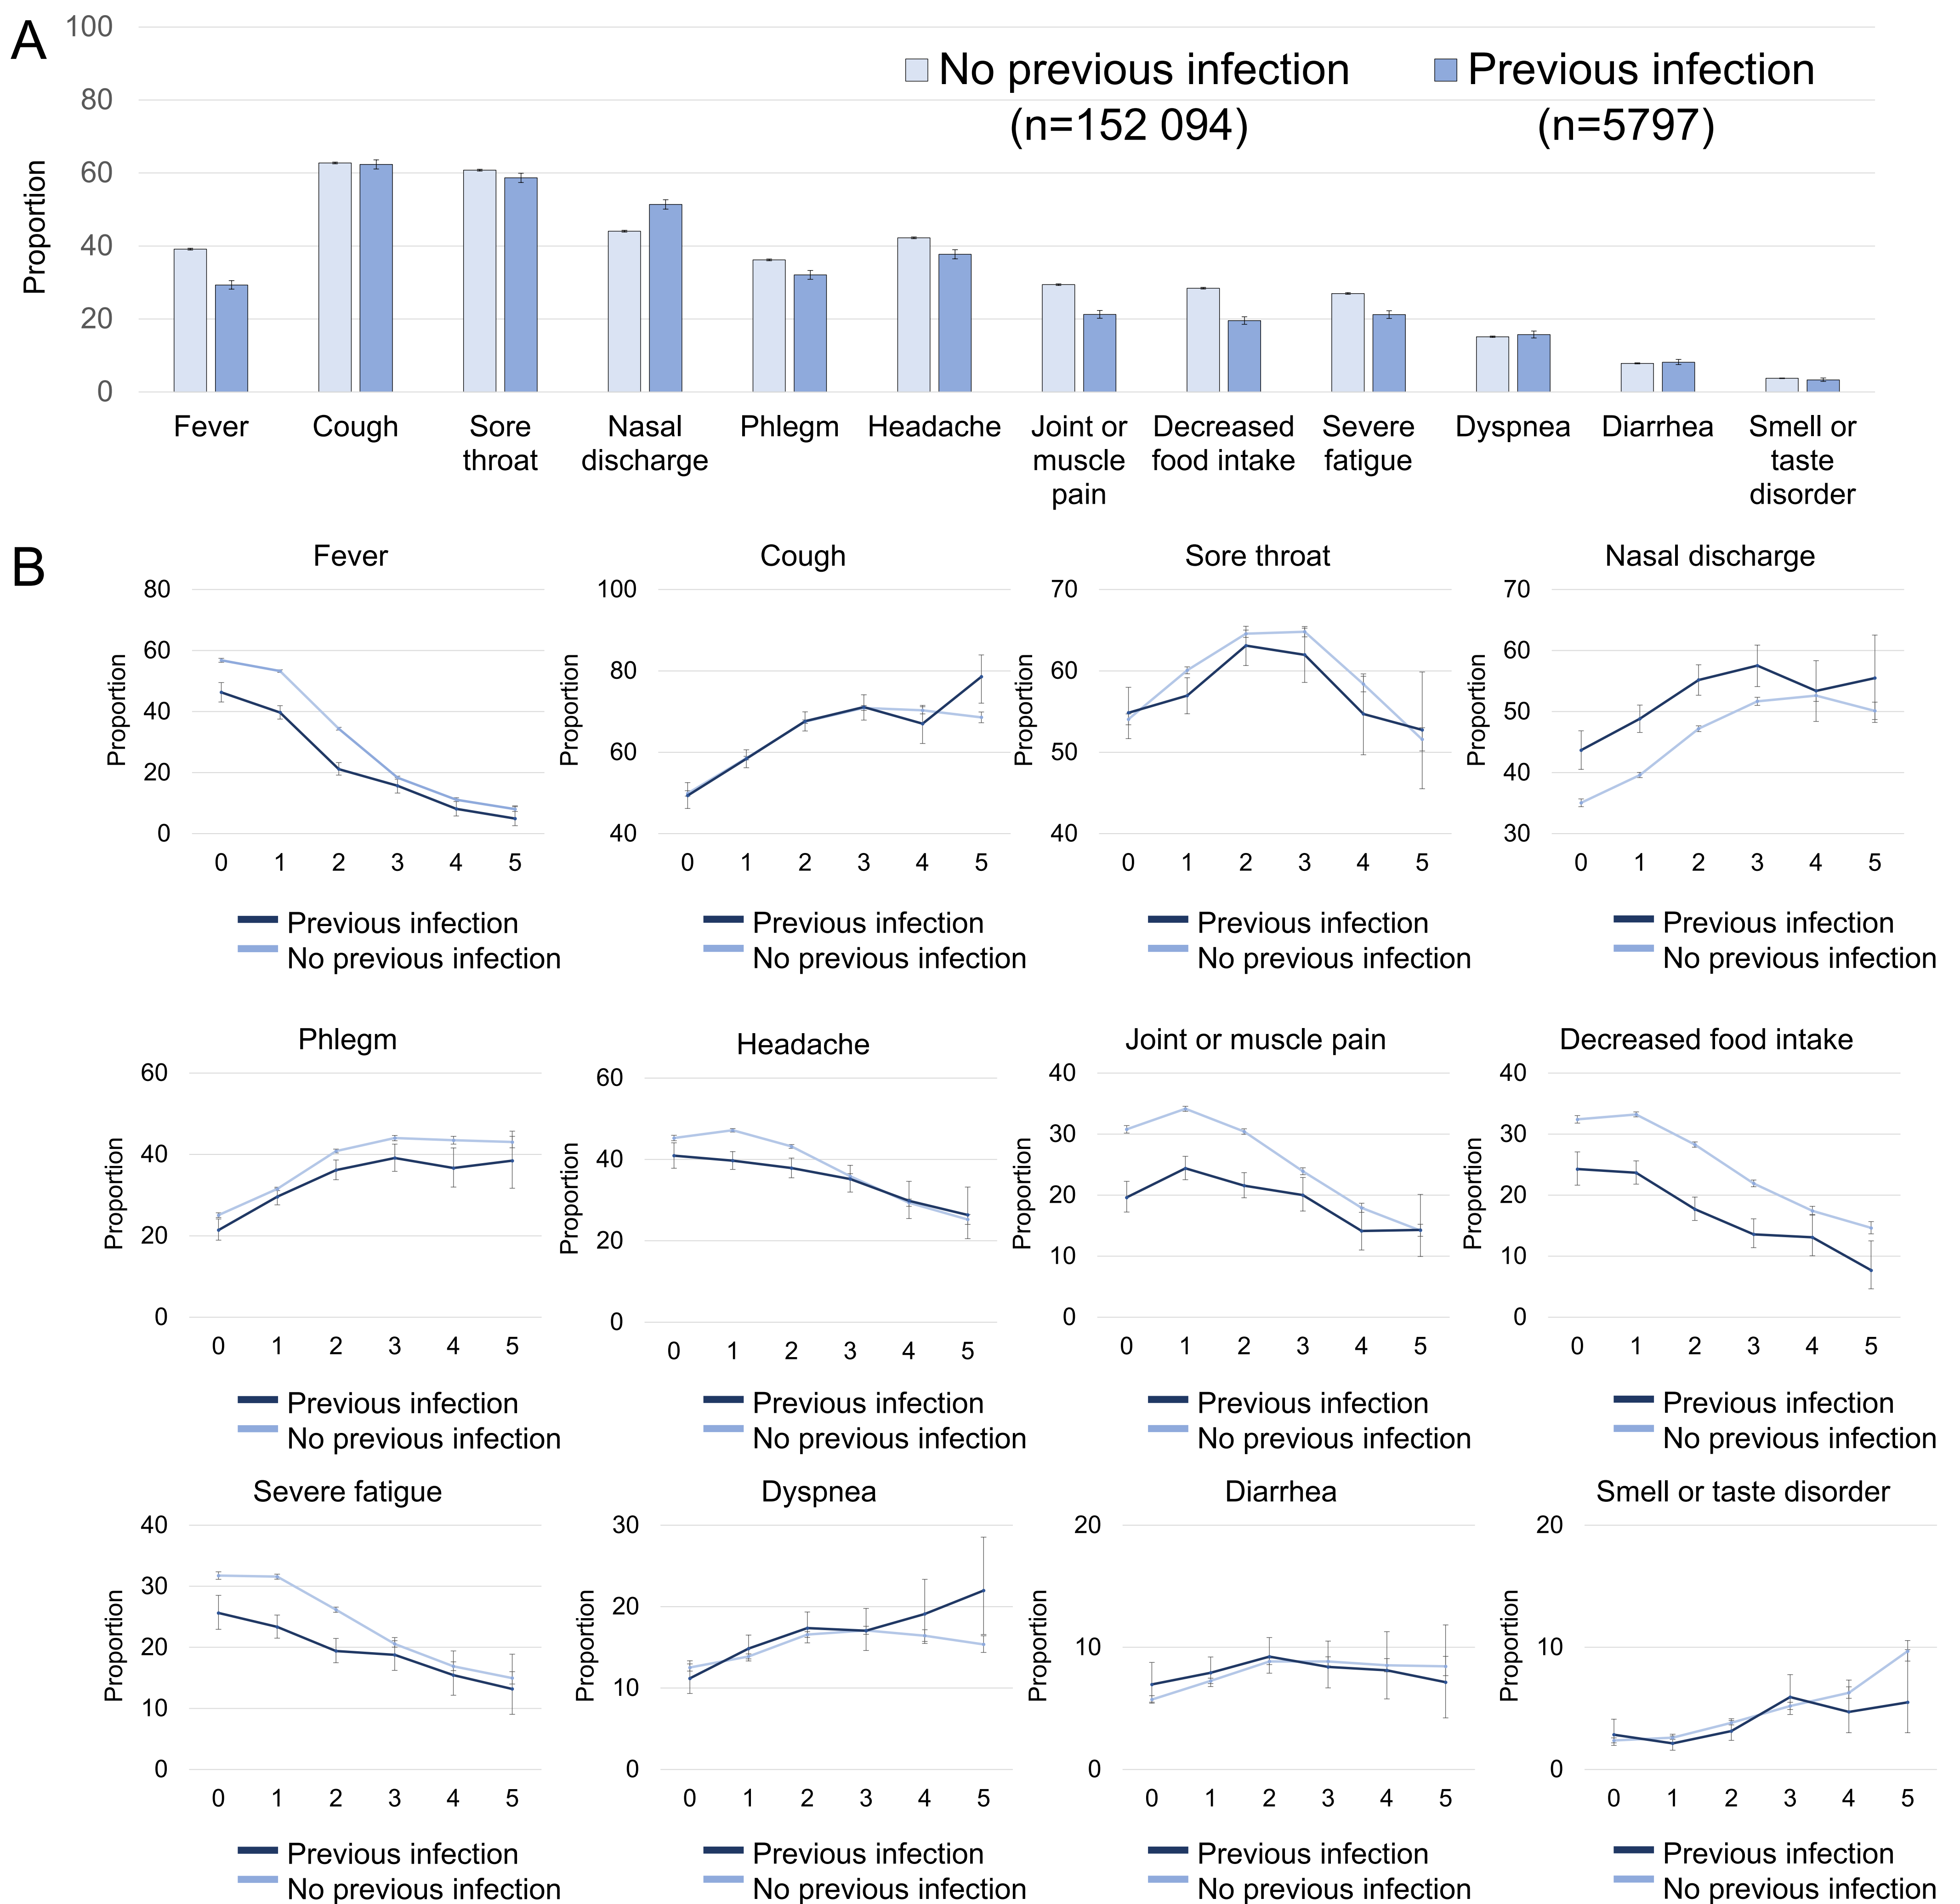 A
100
80
60
40
20
0
Proportion
No previous infection
(n=152 094)
Previous infection
(n=5797)
Fever
Cough
Sore
throat
Nasal
discharge
Phlegm
Headache
Joint or
muscle
pain
Decreased
food intake
Severe
fatigue
Dyspnea
Diarrhea
Smell or
taste
disorder
B
Fever
80
60
40
20
0
Proportion
0 1 2 3 4 5
Previous infection
No previous infection
Cough
100
80
60
40
Proportion
0 1 2 3 4 5
Previous infection
No previous infection
Sore throat
70
60
50
40
Proportion
0 1 2 3 4 5
Previous infection
No previous infection
Nasal discharge
70
60
50
40
30
Proportion
0 1 2 3 4 5
Previous infection
No previous infection
Phlegm
60
40
20
0
Proportion
0 1 2 3 4 5
Previous infection
No previous infection
Headache
60
40
20
0
Proportion
0 1 2 3 4 5
Previous infection
No previous infection
Joint or muscle pain
40
30
20
10
0
Proportion
0 1 2 3 4 5
Previous infection
No previous infection
Decreased food intake
40
30
20
10
0
Proportion
0 1 2 3 4 5
Previous infection
No previous infection
Severe fatigue
40
30
20
10
0
Proportion
0 1 2 3 4 5
Previous infection
No previous infection
Dyspnea
30
20
10
0
Proportion
0 1 2 3 4 5
Previous infection
No previous infection
Diarrhea
20
10
0
Proportion
0 1 2 3 4 5
Previous infection
No previous infection
Smell or taste disorder
20
10
0
Proportion
0 1 2 3 4 5
Previous infection
No previous infection